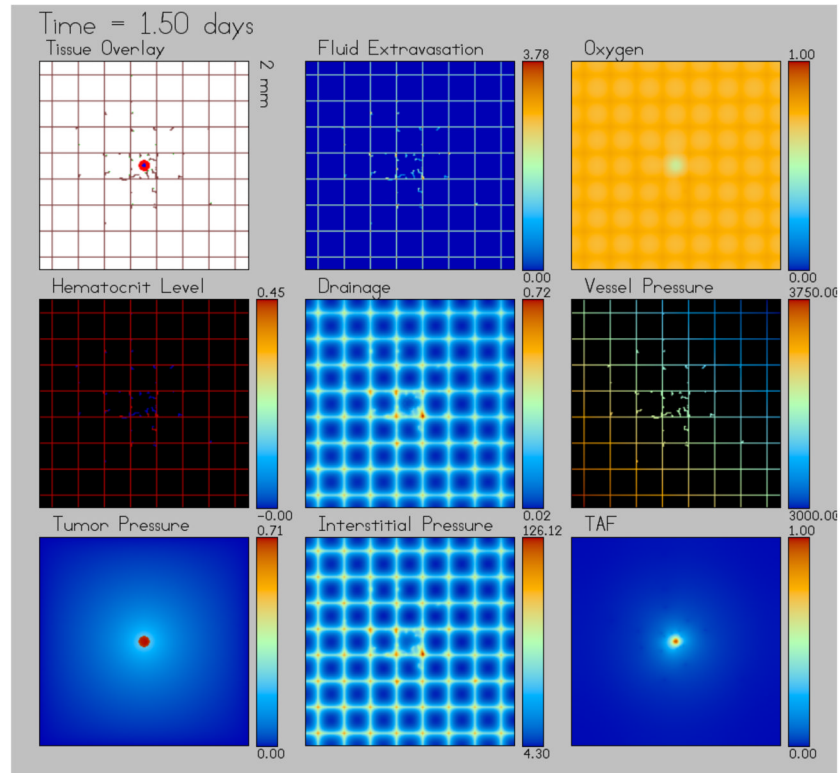 Time = 1.50 days
Tissue Overlay
2 mm
Fluid Extravasation
3.78
0.00
Oxygen
1.00
0.00
Hematocrit Level
0.45
-0.00
Drainage
0.72
0.02
Vessel Pressure
3750.00
3000.00
Tumor Pressure
0.71
0.00
Interstitial Pressure
126.12
4.30
TAF
1.00
0.00